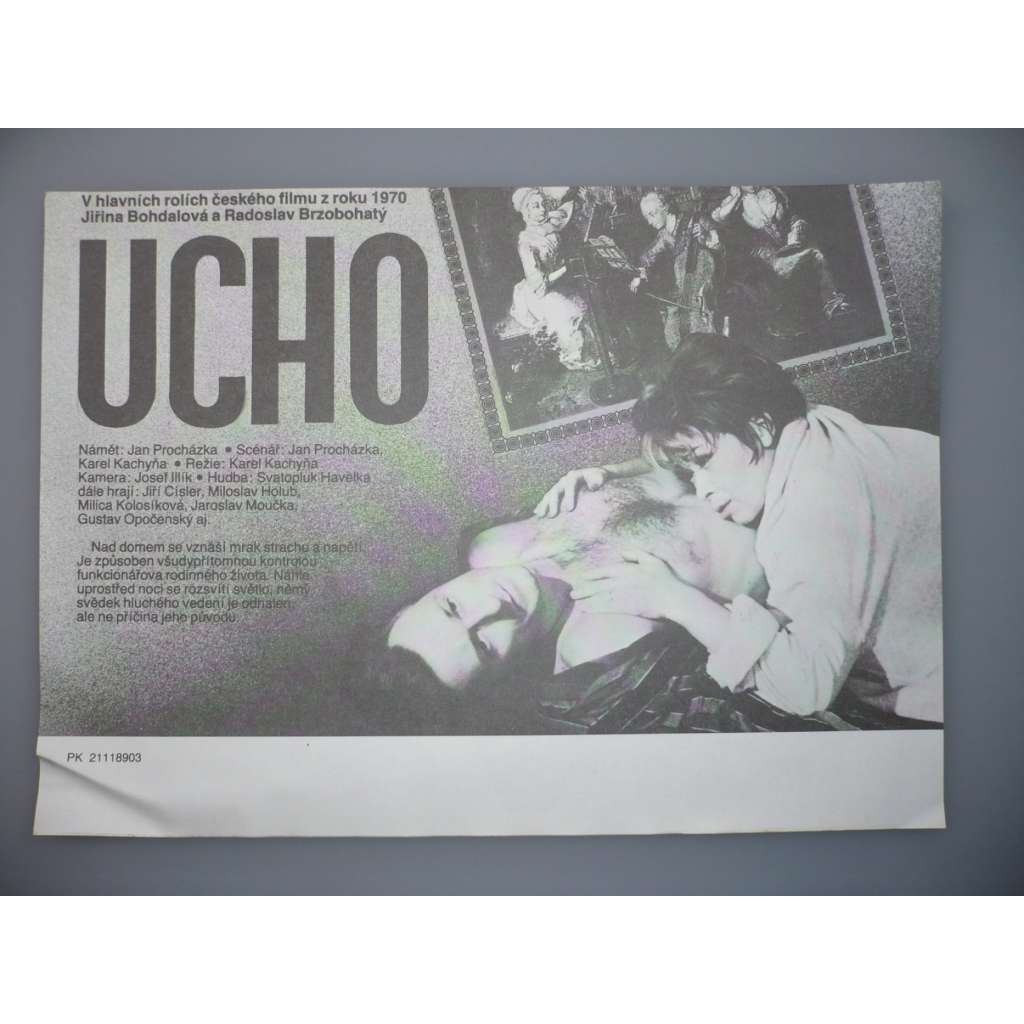 V hlavních rolích českého filmu z roku 1970
Jiřina Bohdalová a Radoslav Brzobohatý
UCHO
Námět: Jan Procházka • Scénář: Jan Procházka,
Karel Kachyňa • Režie: Karel Kachyňa
Kamera: Josef Illík • Hudba: Svatopluk Havelka
dále hrají: Jiří Císler, Miloslav Holub,
Milica Kolosíková, Jaroslav Moučka,
Gustav Opočenský aj.
Nad domem se vznáší mrak strachu a napětí.
Je způsoben všudypřítomnou kontrolou
funkcionářova rodinného života. Náhle
uprostřed noci se rozsvítí světlo, němý
svědek hluchého vedení je odhalen,
ale ne příčina jeho původu.
PK 21118903